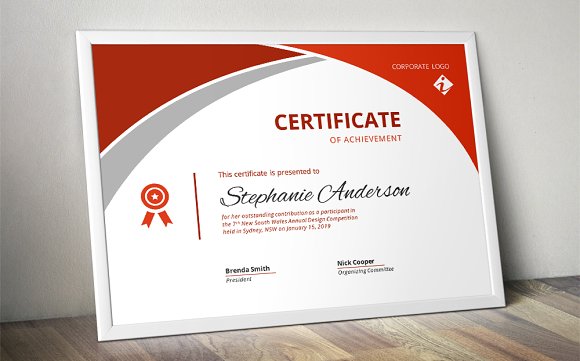 CORPORATE LOGO
CERTIFICATE
OF ACHIEVEMENT
This certificate is presented to
Stephanie Anderson
for her outstanding contribution as a participant in
the 7th New South Wales Annual Design Competition
held in Sydney, NSW on January 15, 2019
Brenda Smith
President
Nick Cooper
Organizing Committee